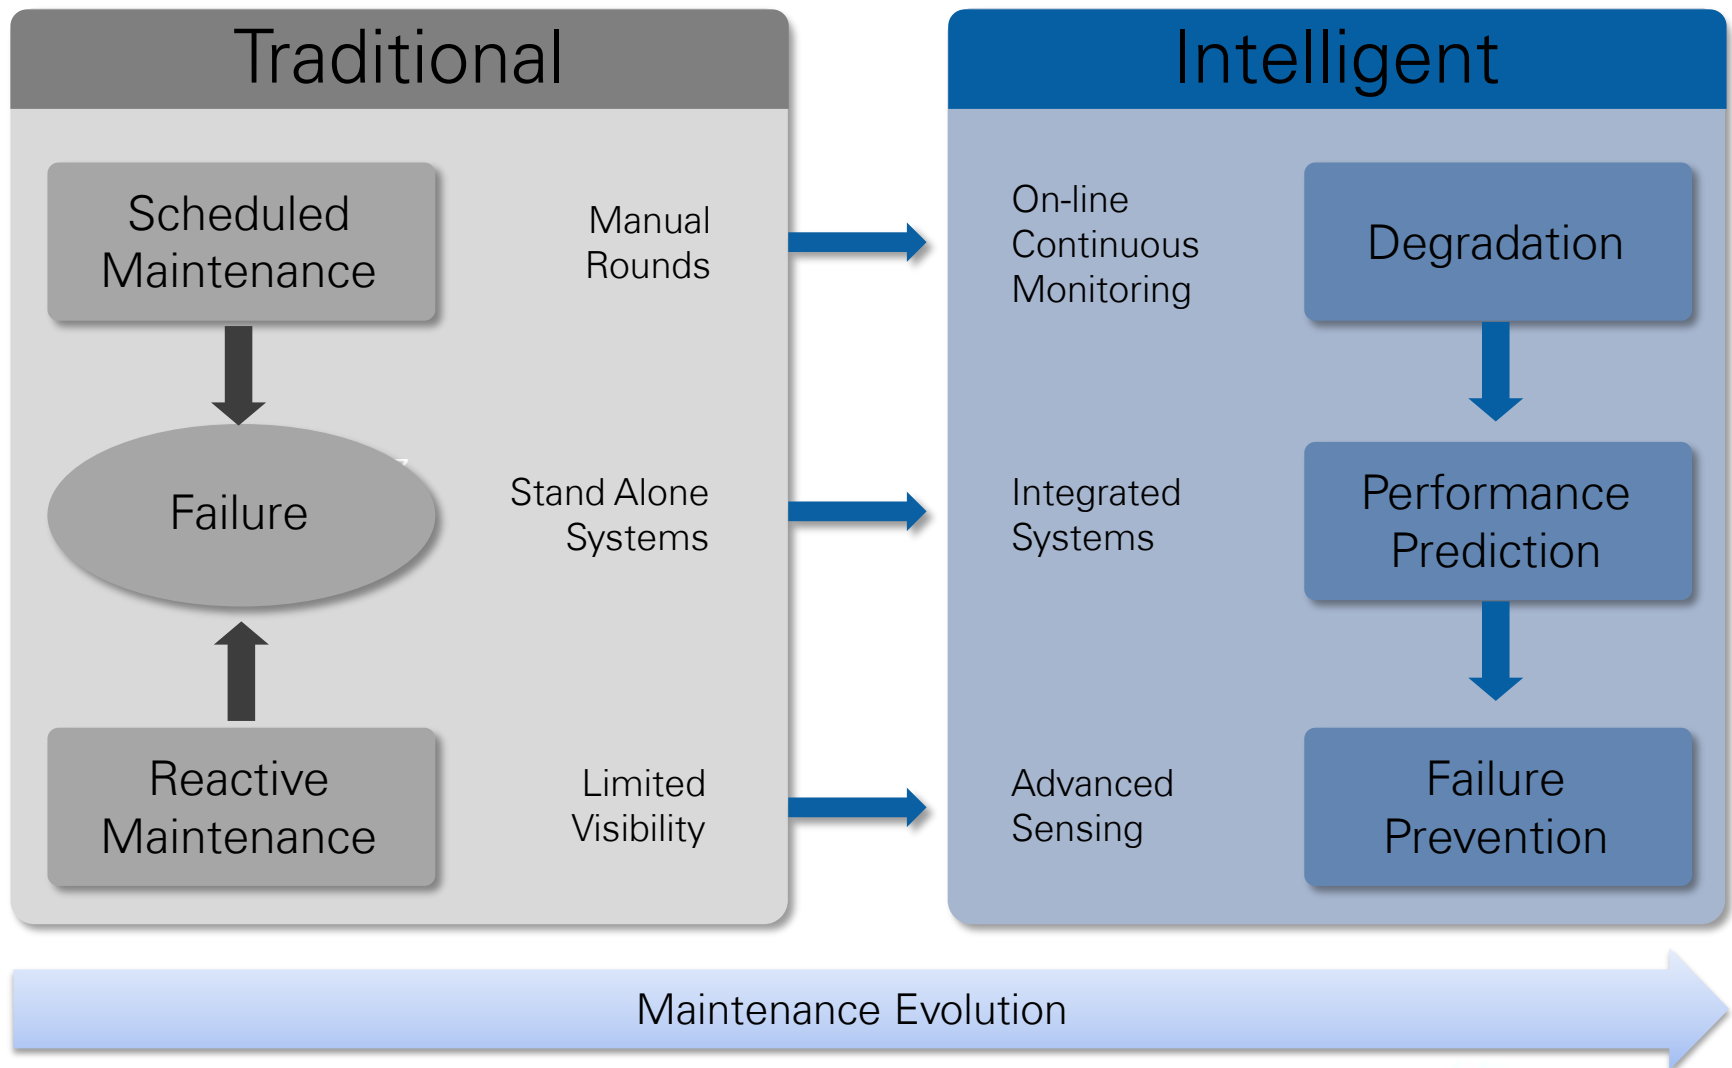 Traditional
Scheduled
Maintenance
Manual
Rounds
Failure
Stand Alone
Systems
Reactive
Maintenance
Limited
Visibility
Intelligent
On-line
Continuous
Monitoring
Degradation
Integrated
Systems
Performance
Prediction
Advanced
Sensing
Failure
Prevention
Maintenance Evolution